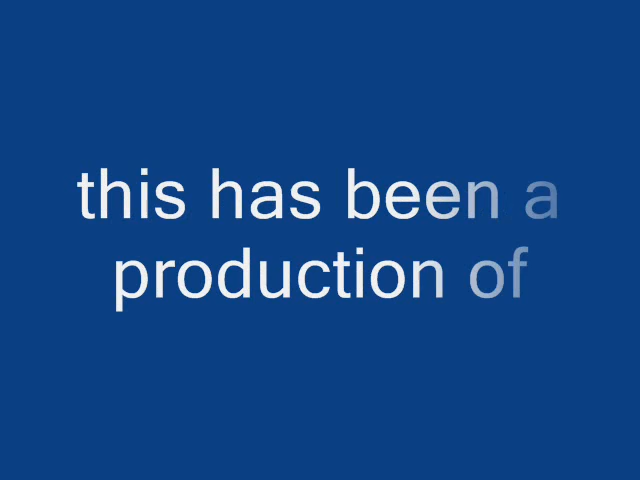 this has been a
production of